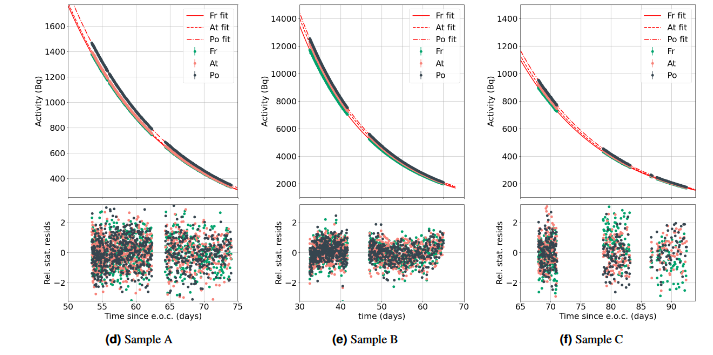 Activity (Bq)
1600
1400
1200
1000
800
600
400
Fr fit
At fit
Po fit
Fr
At
Po
Rel. stat. resids
2
0
−2
50 55 60 65 70 75
Time since e.o.c. (days)
(d) Sample A
Activity (Bq)
14000
12000
10000
8000
6000
4000
2000
Fr fit
At fit
Po fit
Fr
At
Po
Rel. stat. resids
2
0
−2
30 40 50 60 70
time (days)
(e) Sample B
Activity (Bq)
1400
1200
1000
800
600
400
200
Fr fit
At fit
Po fit
Fr
At
Po
Rel. stat. resids
2
0
−2
65 70 75 80 85 90
Time since e.o.c. (days)
(f) Sample C